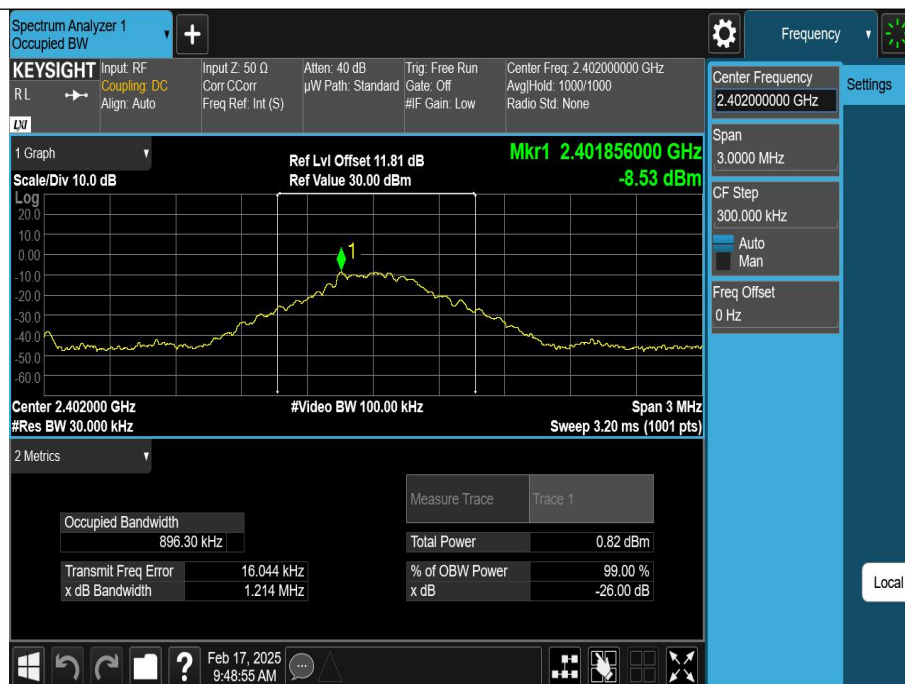 Spectrum Analyzer 1
Occupied BW
+
Frequency
KEYSIGHT
RL
LXI
Input: RF
Coupling: DC
Align: Auto
Input Z: 50 Ω
Corr CCorr
Freq Ref: Int (S)
Atten: 40 dB
µW Path: Standard
Trig: Free Run
Gate: Off
#IF Gain: Low
Center Freq: 2.402000000 GHz
Avg|Hold: 1000/1000
Radio Std: None
Center Frequency
2.402000000 GHz
Settings
Span
3.0000 MHz
CF Step
300.000 kHz
Auto
Man
Freq Offset
0 Hz
Local
1 Graph
Scale/Div 10.0 dB
Ref Lvl Offset 11.81 dB
Ref Value 30.00 dBm
Mkr1 2.401856000 GHz
-8.53 dBm
Log
20.0
10.0
0.00
-10.0
-20.0
-30.0
-40.0
-50.0
-60.0
1
Center 2.402000 GHz
#Res BW 30.000 kHz
#Video BW 100.00 kHz
Span 3 MHz
Sweep 3.20 ms (1001 pts)
2 Metrics
Measure Trace Trace 1
Occupied Bandwidth
896.30 kHz
Total Power 0.82 dBm
Transmit Freq Error 16.044 kHz
% of OBW Power 99.00 %
x dB Bandwidth 1.214 MHz
x dB -26.00 dB
?
Feb 17, 2025
9:48:55 AM